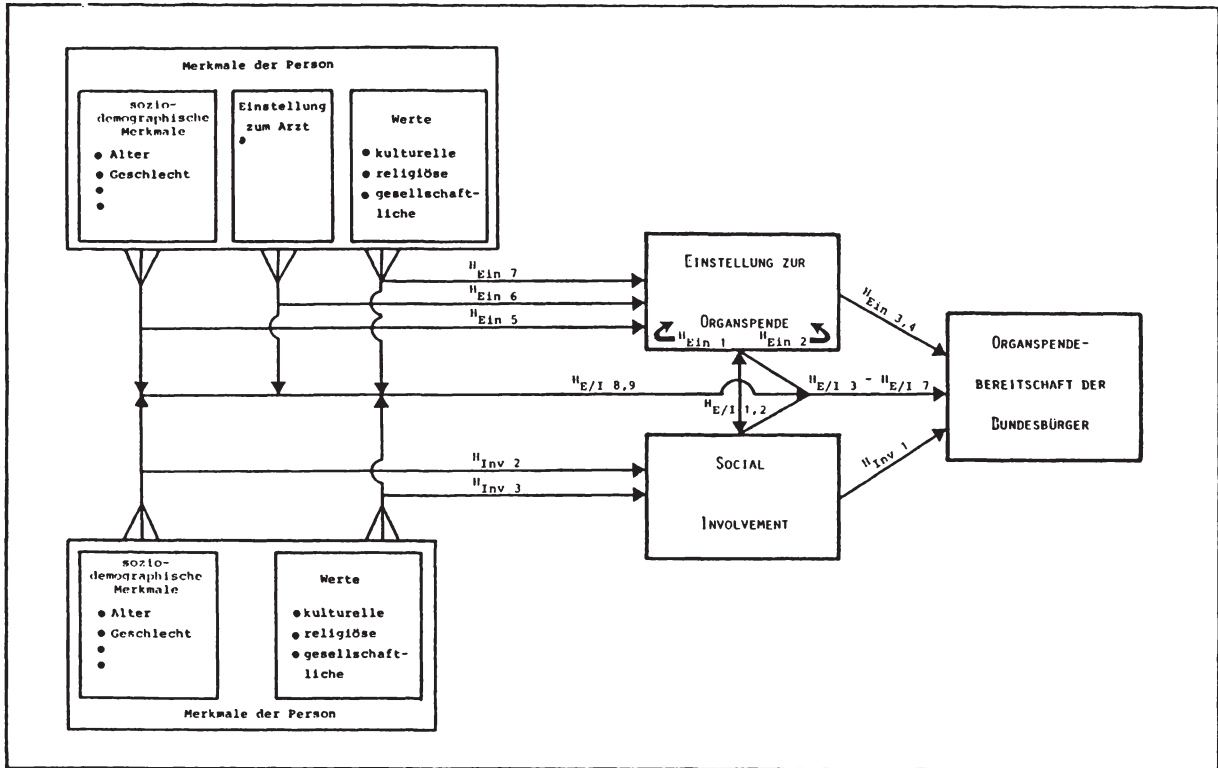 Merkmale der Person
sozio-
demographische
Merkmale
● Alter
● Geschlecht
●
●
Einstellung
zum Arzt
●
Werte
● kulturelle
● religiöse
● gesellschaft-
liche
H Ein 7
H Ein 6
H Ein 5
EINSTELLUNG ZUR
ORGANSPENDE
H Ein 1
H Ein 2
H Ein 3,4
H E/I 8,9
H E/I 1,2
H E/I 3 - H E/I 7
ORGANSPENDE-
BEREITSCHAFT DER
BUNDESBÜRGER
H Inv 2
H Inv 3
SOCIAL
INVOLVEMENT
H Inv 1
sozio-
demographische
Merkmale
● Alter
● Geschlecht
●
●
Werte
● kulturelle
● religiöse
● gesellschaft-
liche
Merkmale der Person